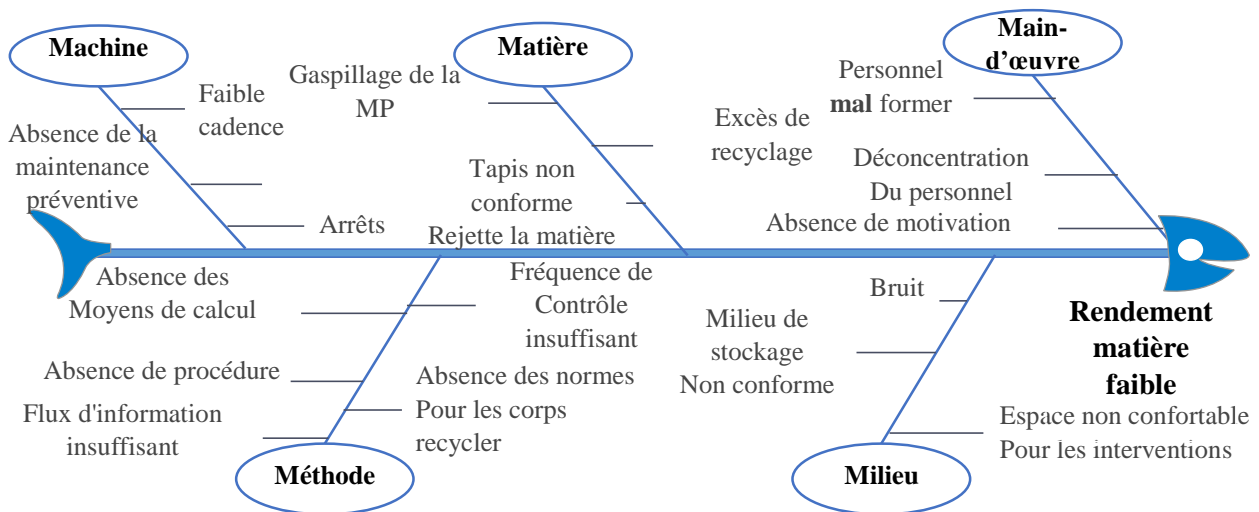 Machine
Faible
cadence
Absence de la
maintenance
préventive
Arrêts
Matière
Gaspillage de la
MP
Excès de
recyclage
Tapis non
conforme
Rejette la matière
Main-
d'œuvre
Personnel
mal former
Déconcentration
Du personnel
Absence de motivation
Absence des
Moyens de calcul
Fréquence de
Contrôle
insuffisant
Absence de procédure
Absence des normes
Pour les corps
recycler
Flux d'information
insuffisant
Méthode
Bruit
Milieu de
stockage
Non conforme
Espace non confortable
Pour les interventions
Milieu
Rendement
matière
faible